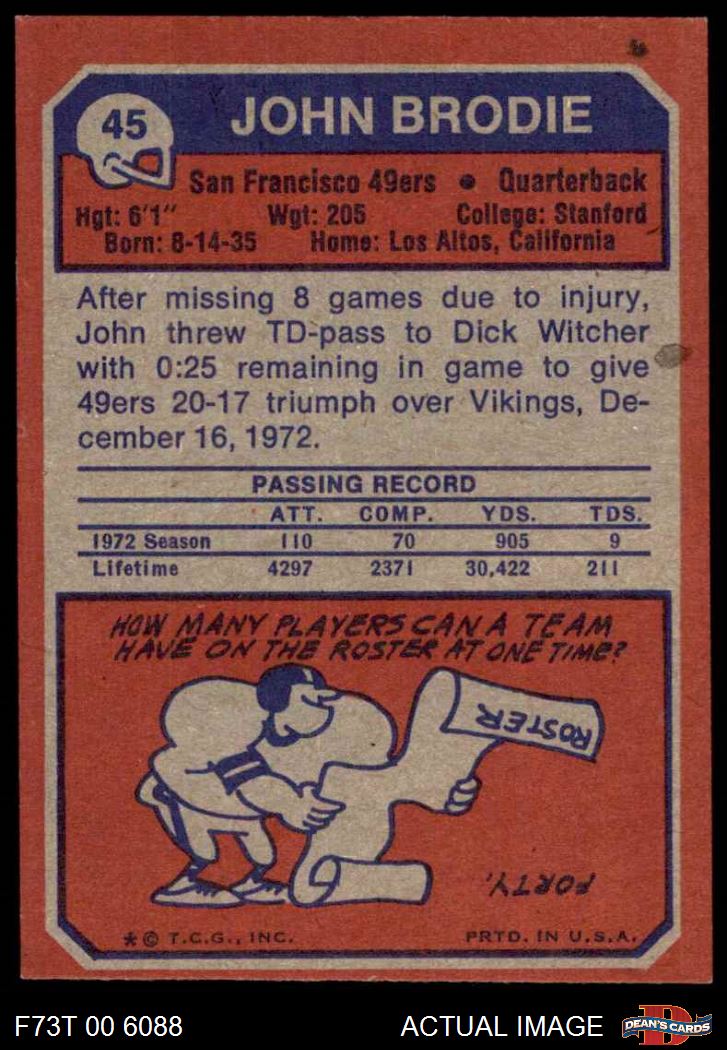 45
JOHN BRODIE
San Francisco 49ers • Quarterback
Hgt: 6'1" Wgt: 205 College: Stanford
Born: 8-14-35 Home: Los Altos, California
After missing 8 games due to injury,
John threw TD-pass to Dick Witcher
with 0:25 remaining in game to give
49ers 20-17 triumph over Vikings, De-
cember 16, 1972.
PASSING RECORD
ATT. COMP. YDS. TDS.
1972 Season 110 70 905 9
Lifetime 4297 2371 30,422 211
HOW MANY PLAYERS CAN A TEAM
HAVE ON THE ROSTER AT ONE TIME?
ROSTER
FORTY.
* © T.C.G., INC. PRTD. IN U.S.A.
F73T 00 6088 ACTUAL IMAGE
D
DEAN'S CARDS